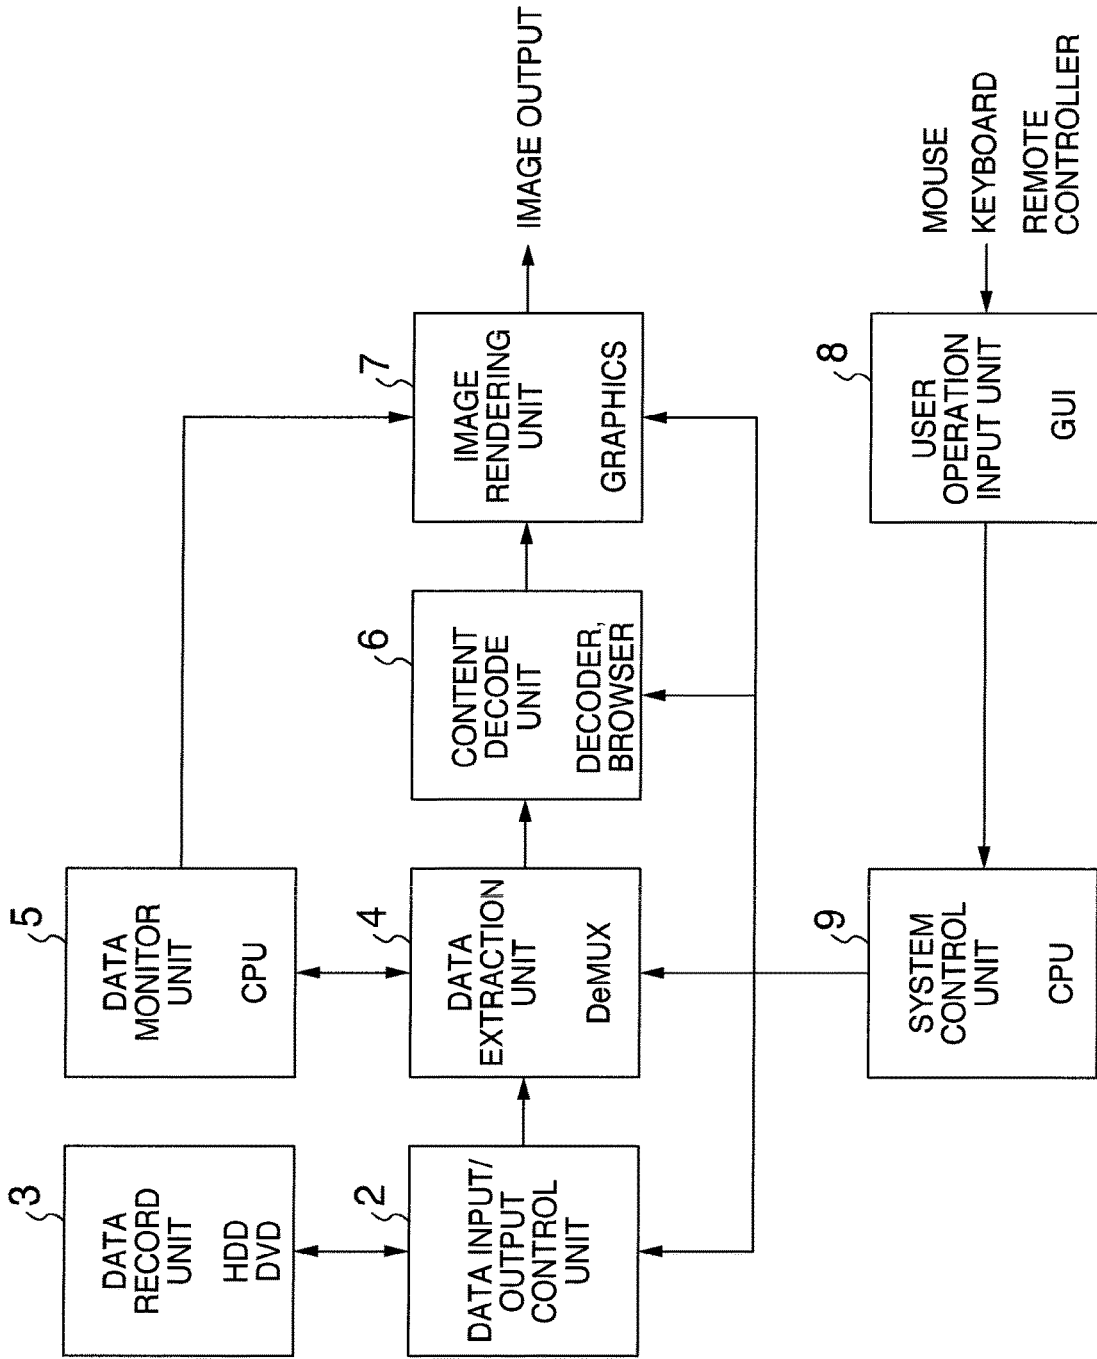 3
DATA
RECORD
UNIT
HDD
DVD
5
DATA
MONITOR
UNIT
CPU
2
DATA INPUT/
OUTPUT
CONTROL
UNIT
4
DATA
EXTRACTION
UNIT
DeMUX
6
CONTENT
DECODE
UNIT
DECODER,
BROWSER
7
IMAGE
RENDERING
UNIT
GRAPHICS
IMAGE OUTPUT
9
SYSTEM
CONTROL
UNIT
CPU
8
USER
OPERATION
INPUT UNIT
GUI
MOUSE
KEYBOARD
REMOTE
CONTROLLER